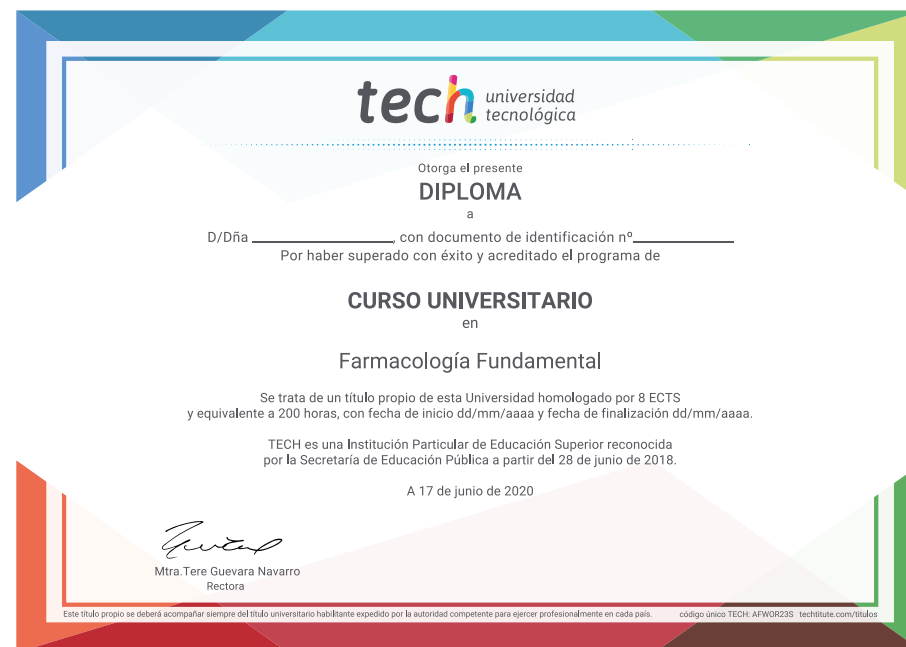 tech universidad
tecnológica
Otorga el presente
DIPLOMA
a
D/Dña ____________________, con documento de identificación nº______________
Por haber superado con éxito y acreditado el programa de
CURSO UNIVERSITARIO
en
Farmacología Fundamental
Se trata de un título propio de esta Universidad homologado por 8 ECTS
y equivalente a 200 horas, con fecha de inicio dd/mm/aaaa y fecha de finalización dd/mm/aaaa.
TECH es una Institución Particular de Educación Superior reconocida
por la Secretaría de Educación Pública a partir del 28 de junio de 2018.
A 17 de junio de 2020
Mtra.Tere Guevara Navarro
Rectora
Este título propio se deberá acompañar siempre del título universitario habilitante expedido por la autoridad competente para ejercer profesionalmente en cada país. código único TECH: AFWOR23S techtitute.com/titulos